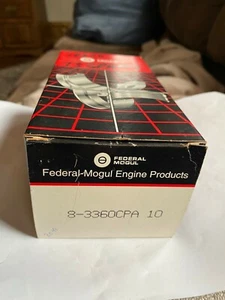 FEDERAL
MOGUL
Federal-Mogul Engine Products
8-3360CPA 10